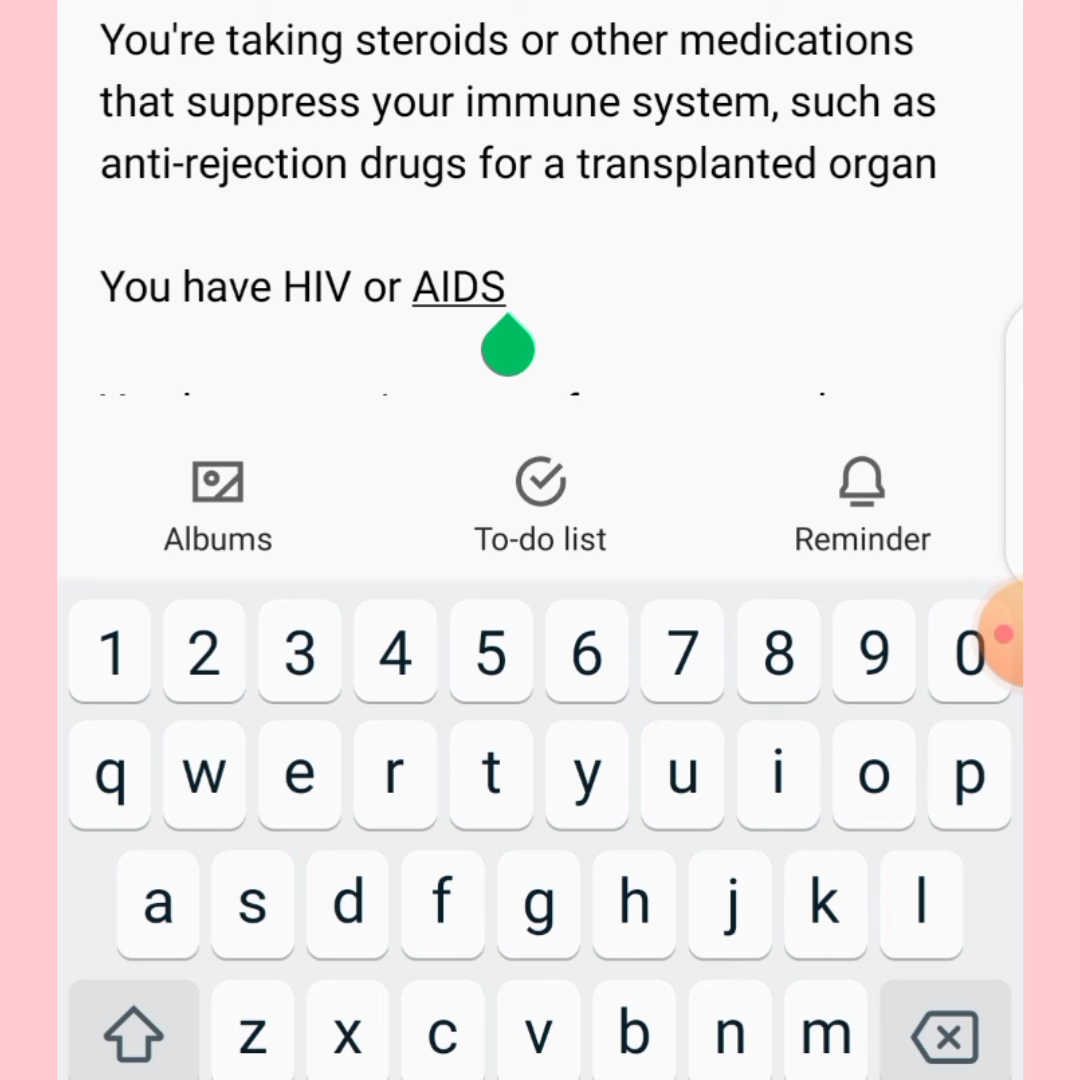 You're taking steroids or other medications
that suppress your immune system, such as
anti-rejection drugs for a transplanted organ
You have HIV or AIDS
Albums To-do list Reminder
1 2 3 4 5 6 7 8 9 0
q w e r t y u i o p
a s d f g h j k l
z x c v b n m